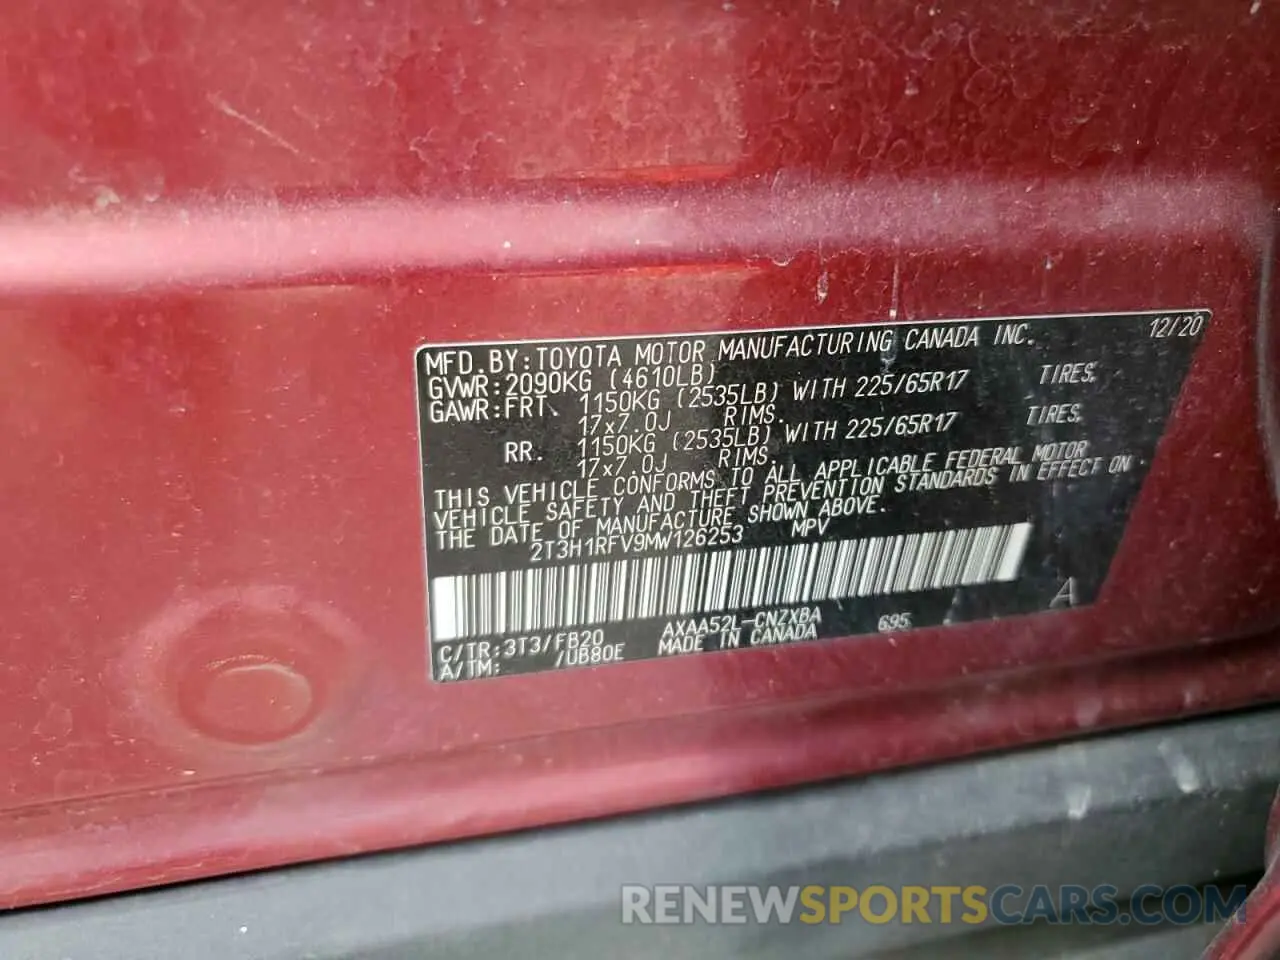 12/20
MFD.BY:TOYOTA MOTOR MANUFACTURING CANADA INC.
GVWR:2090KG (4610LB)
GAWR:FRT. 1150KG (2535LB) WITH 225/65R17 TIRES,
17x7.0J RIMS.
RR. 1150KG (2535LB) WITH 225/65R17 TIRES,
17x7.0J RIMS.
THIS VEHICLE CONFORMS TO ALL APPLICABLE FEDERAL MOTOR
VEHICLE SAFETY AND THEFT PREVENTION STANDARDS IN EFFECT ON
THE DATE OF MANUFACTURE SHOWN ABOVE.
2T3H1RFV9MW126253 MPV
A
C/TR:3T3/FB20 AXAA52L-CNZXBA 695
A/TM: /UB80E MADE IN CANADA
RENEWSPORTSCARS.COM